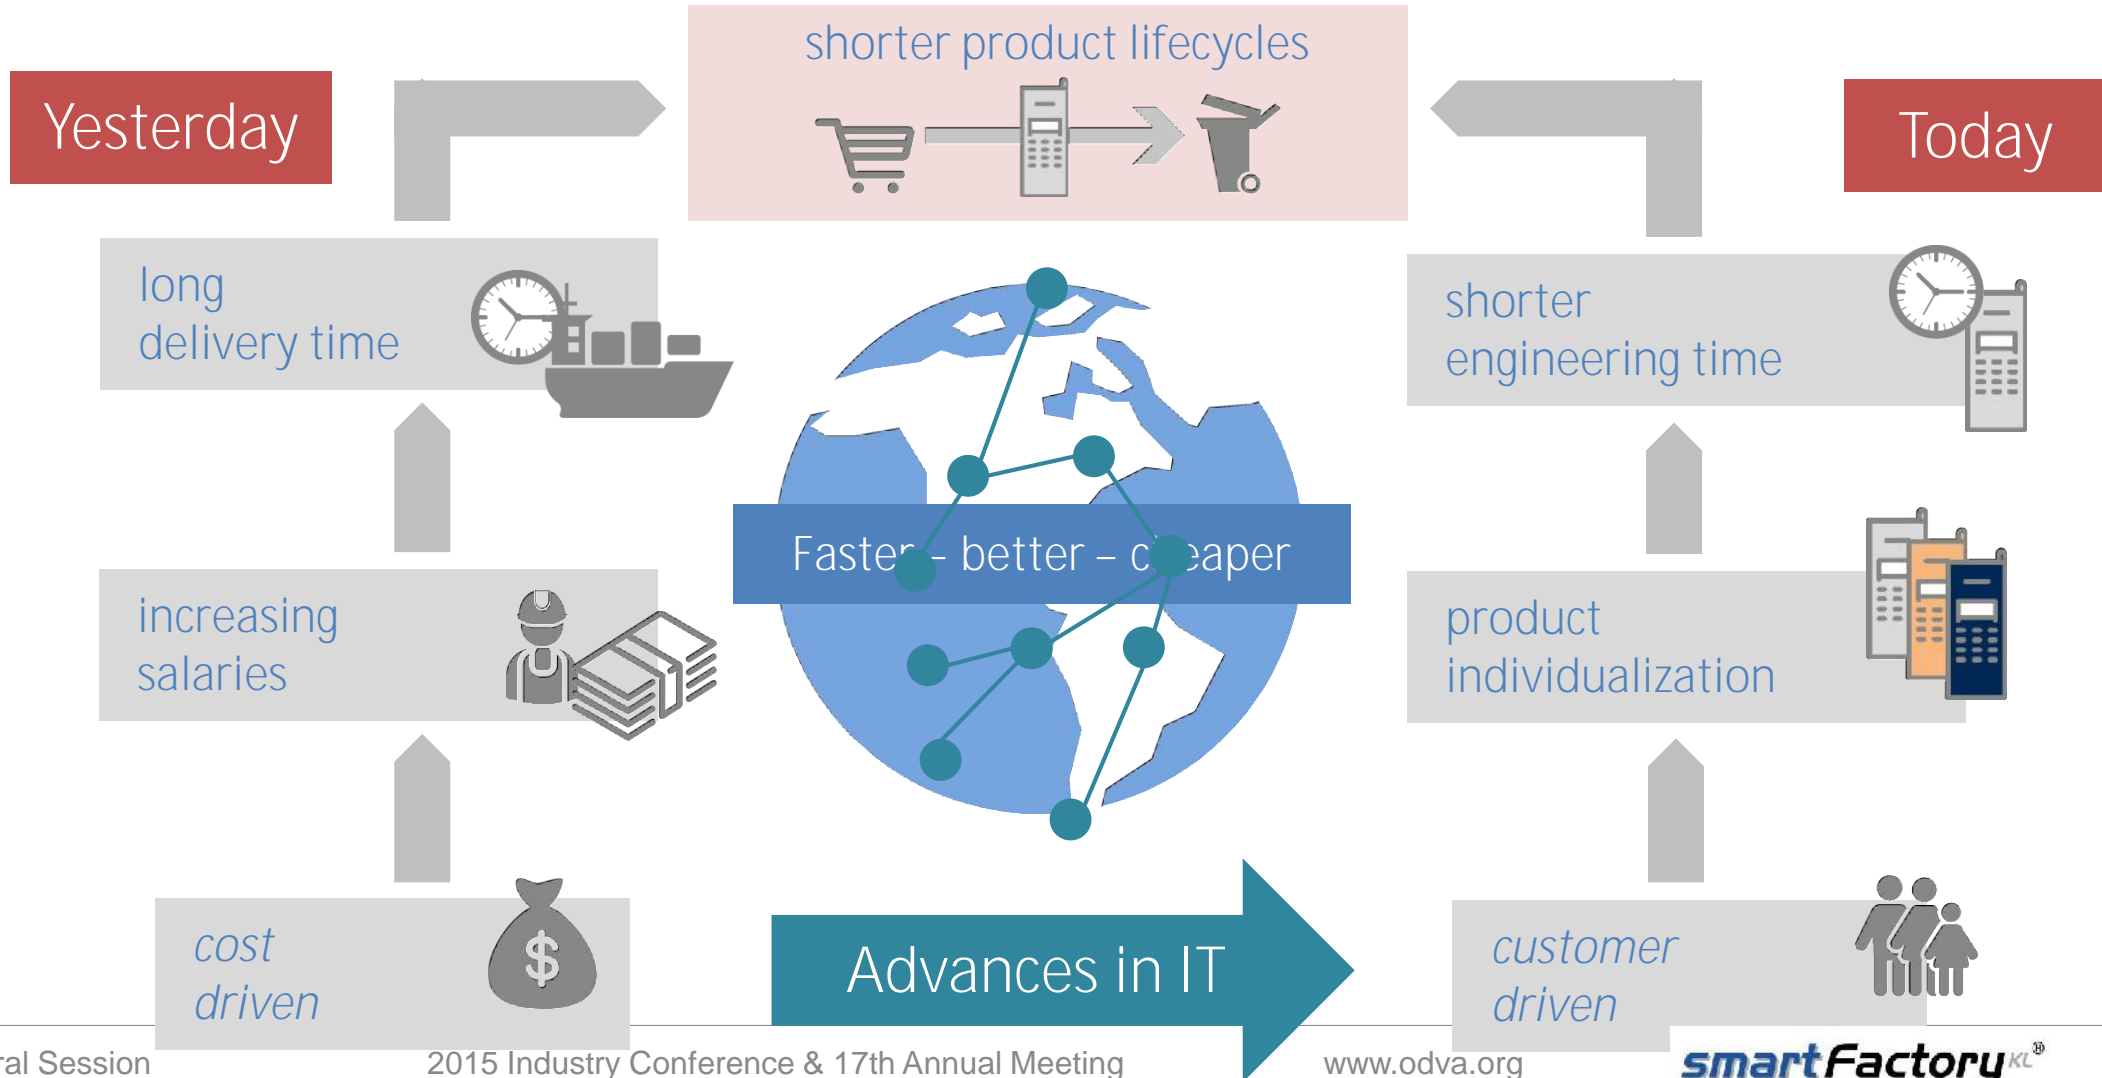 shorter product lifecycles
Yesterday
Today
long
delivery time
shorter
engineering time
Faster – better – cheaper
increasing
salaries
product
individualization
cost
driven
$
Advances in IT
customer
driven
Session
2015 Industry Conference & 17th Annual Meeting
www.odva.org
smartFactory KL ®